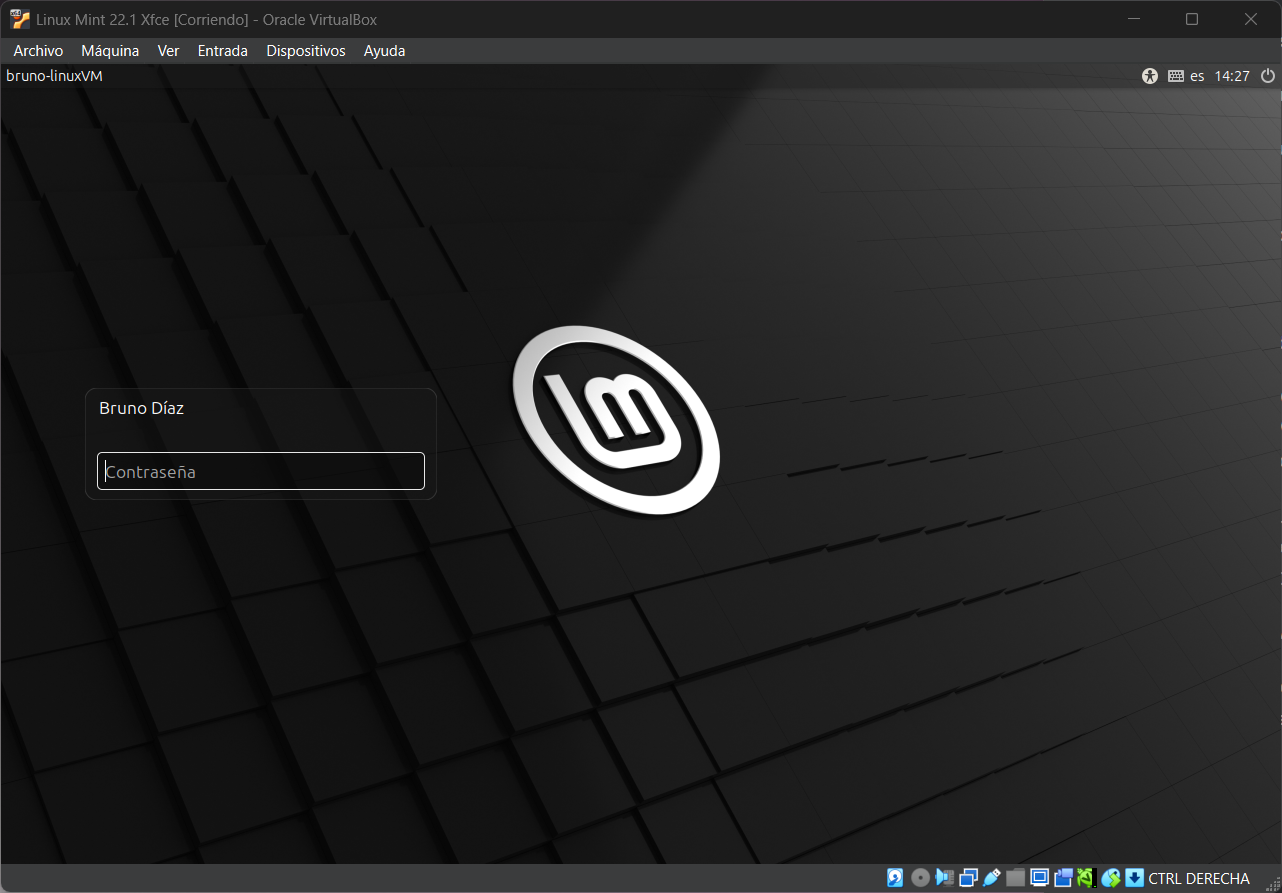 Linux Mint 22.1 Xfce [Corriendo] - Oracle VirtualBox
Archivo Máquina Ver Entrada Dispositivos Ayuda
bruno-linuxVM es 14:27
Bruno Díaz
Contraseña
CTRL DERECHA